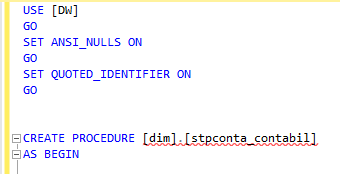 USE [DW]
GO
SET ANSI_NULLS ON
GO
SET QUOTED_IDENTIFIER ON
GO
CREATE PROCEDURE [dim].[stpconta_contabil]
AS BEGIN